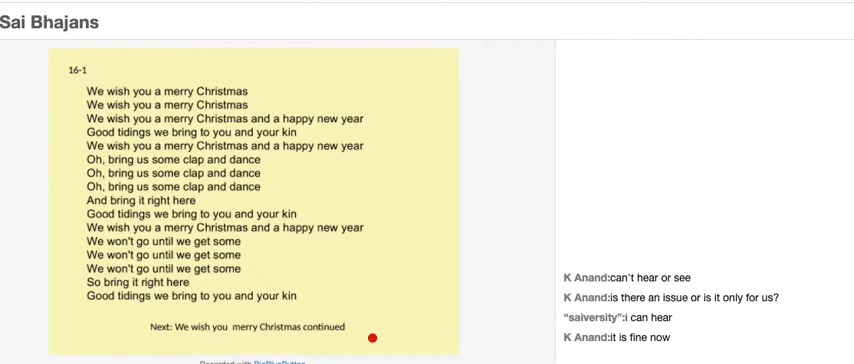 Sai Bhajans
16-1
We wish you a merry Christmas
We wish you a merry Christmas
We wish you a merry Christmas and a happy new year
Good tidings we bring to you and your kin
We wish you a merry Christmas and a happy new year
Oh, bring us some clap and dance
Oh, bring us some clap and dance
Oh, bring us some clap and dance
And bring it right here
Good tidings we bring to you and your kin
We wish you a merry Christmas and a happy new year
We won't go until we get some
We won't go until we get some
We won't go until we get some
So bring it right here
Good tidings we bring to you and your kin
Next: We wish you merry Christmas continued
Recorded with BigBlueButton
K Anand:can't hear or see
K Anand:is there an issue or is it only for us?
“saiversity”:i can hear
K Anand:it is fine now